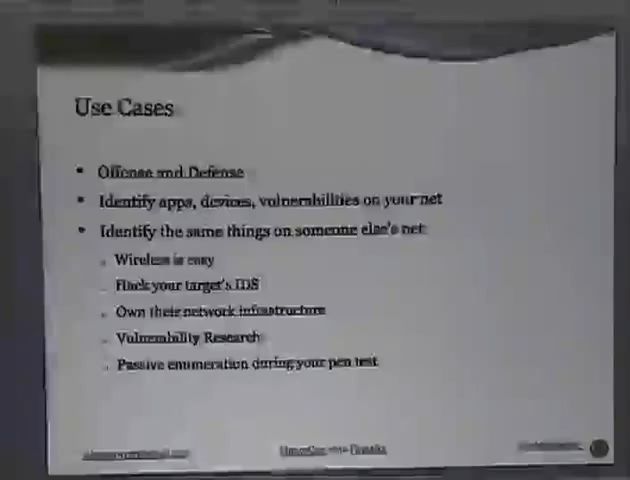 Use Cases
Offense and Defense
Identify apps, devices, vulnerabilities on your net
Identify the same things on someone else's net
Wireless is easy
Hack your target's IDS
Own their network infrastructure
Vulnerability Research
Passive enumeration during your pen test